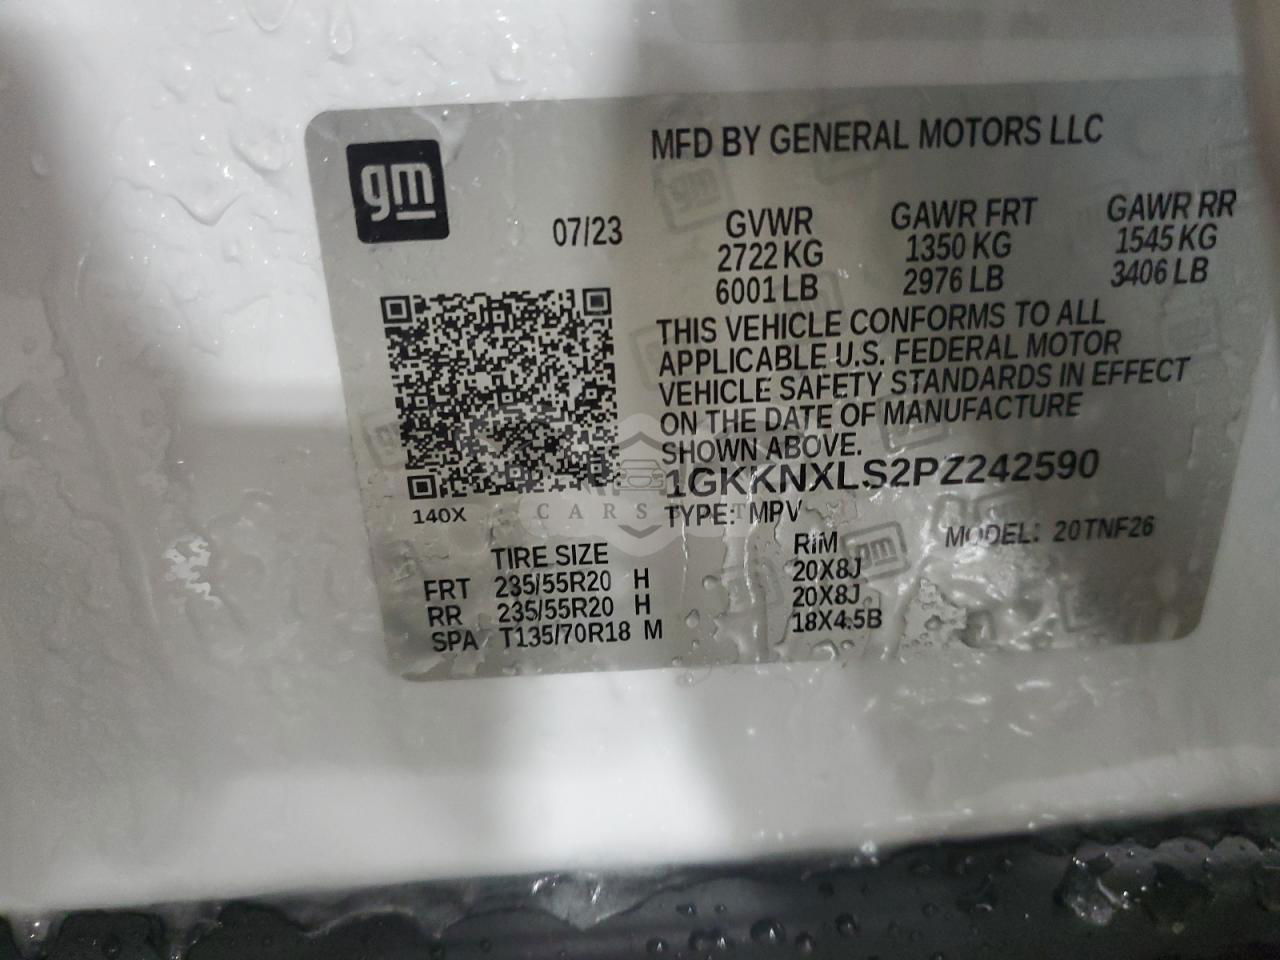 gm
MFD BY GENERAL MOTORS LLC
07/23
GVWR GAWR FRT GAWR RR
2722 KG 1350 KG 1545 KG
6001 LB 2976 LB 3406 LB
THIS VEHICLE CONFORMS TO ALL
APPLICABLE U.S. FEDERAL MOTOR
VEHICLE SAFETY STANDARDS IN EFFECT
ON THE DATE OF MANUFACTURE
SHOWN ABOVE.
1GKKNXLS2PZ242590
140X
TYPE: MPV
MODEL: 20TNF26
TIRE SIZE RIM
FRT 235/55R20 H 20X8J
RR 235/55R20 H 20X8J
SPA T135/70R18 M 18X4.5B
gm